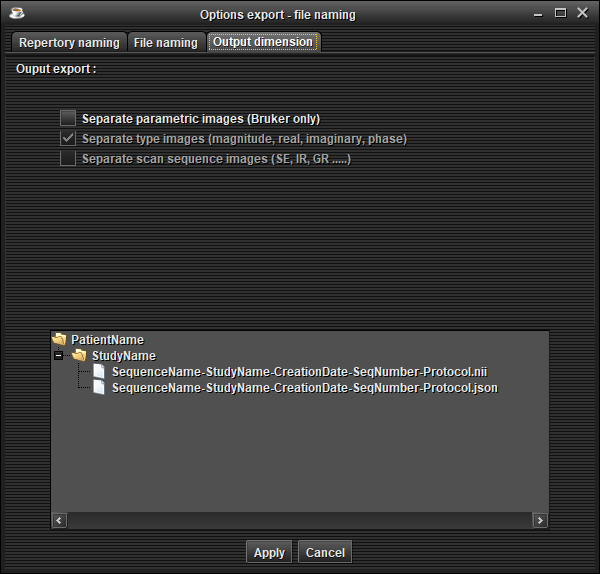 Options export - file naming
Repertory naming File naming Output dimension
Ouput export :
Separate parametric images (Bruker only)
Separate type images (magnitude, real, imaginary, phase)
Separate scan sequence images (SE, IR, GR .....)
PatientName
StudyName
SequenceName-StudyName-CreationDate-SeqNumber-Protocol.nii
SequenceName-StudyName-CreationDate-SeqNumber-Protocol.json
Apply Cancel